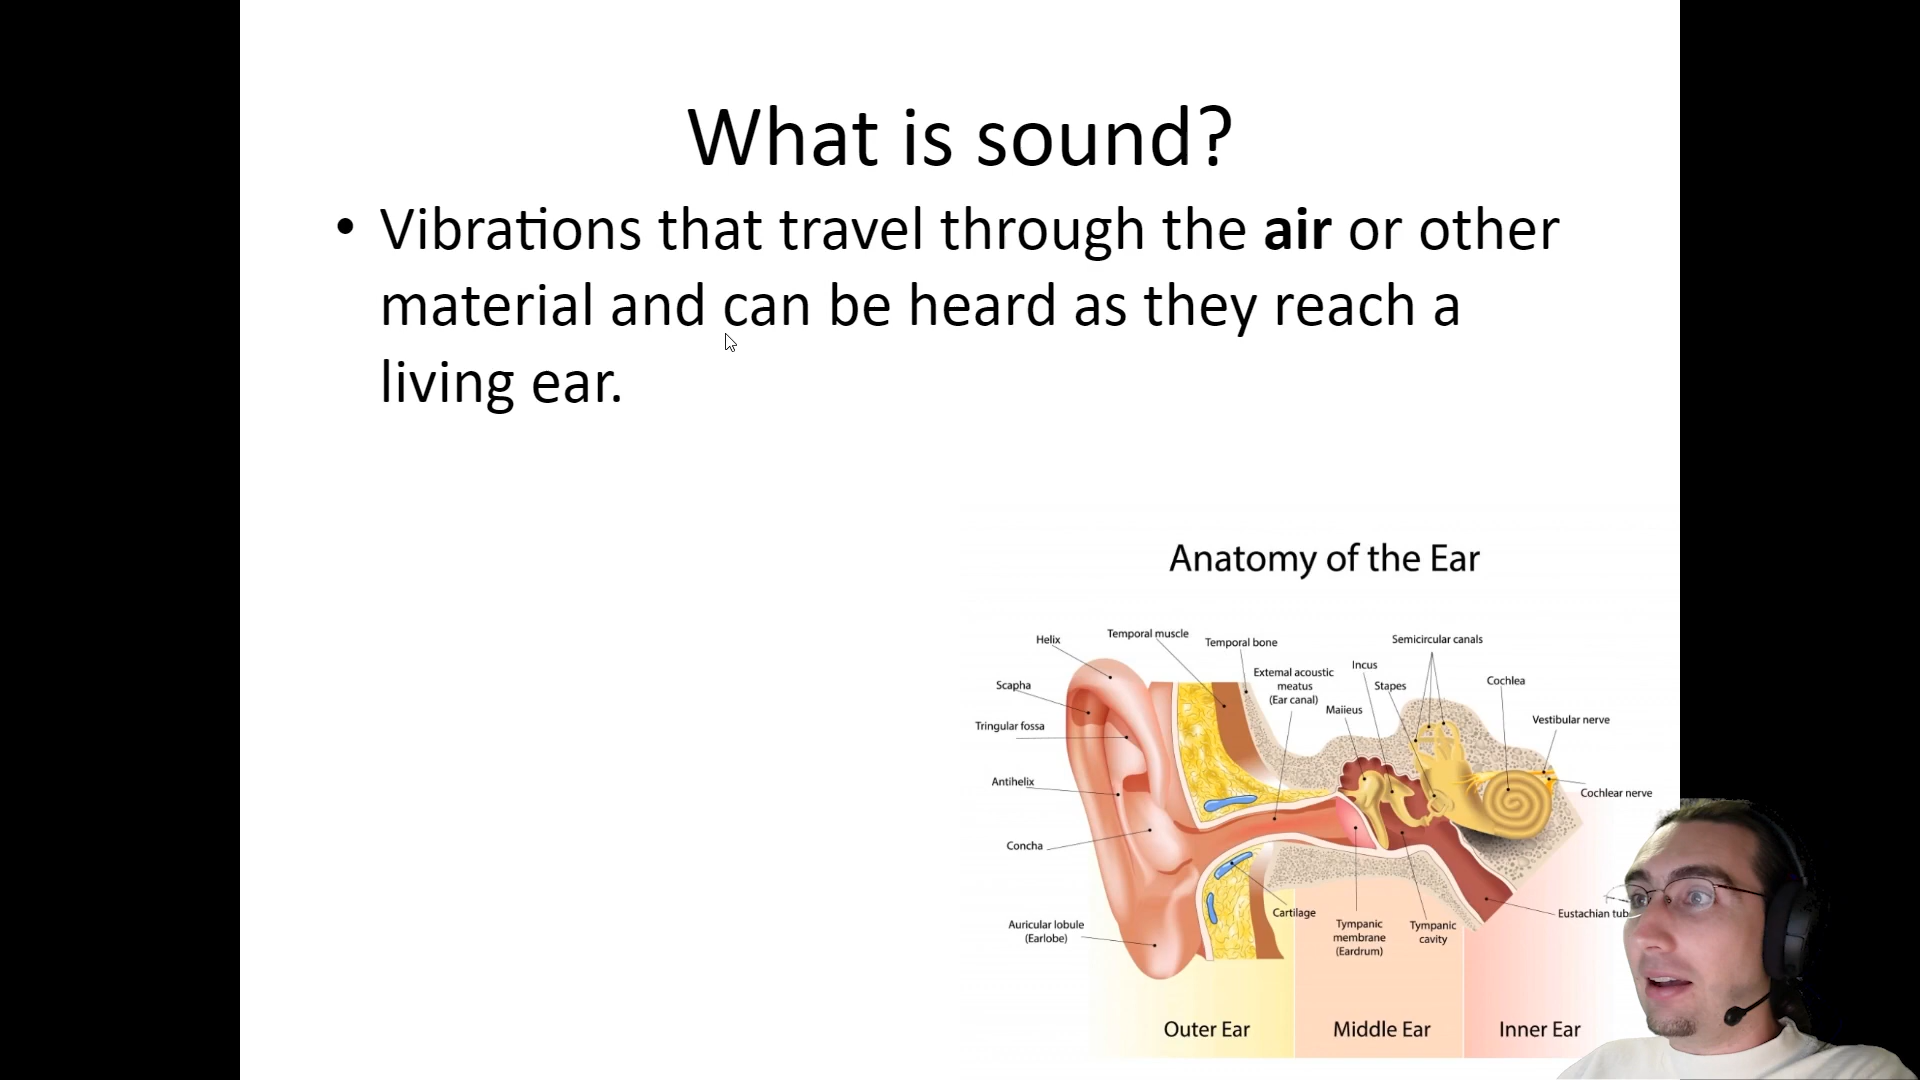 What is sound?
• Vibrations that travel through the air or other
material and can be heard as they reach a
living ear.
Anatomy of the Ear
Helix
Temporal muscle
Temporal bone
Semicircular canals
Scapha
External acoustic
meatus
(Ear canal)
Incus
Stapes
Cochlea
Maiieus
Tringular fossa
Vestibular nerve
Antihelix
Cochlear nerve
Concha
Auricular lobule
(Earlobe)
Cartilage
Tympanic
membrane
(Eardrum)
Tympanic
cavity
Eustachian tub
Outer Ear
Middle Ear
Inner Ear